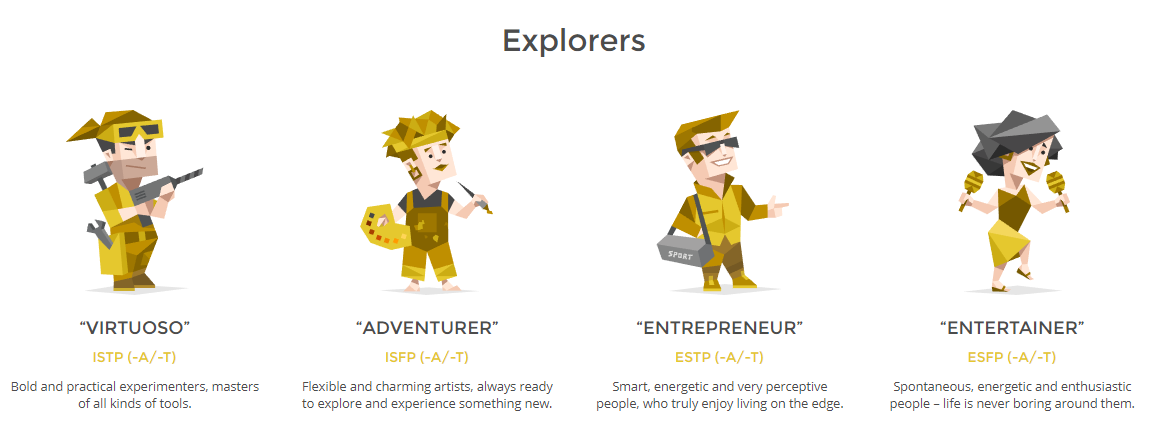 Explorers
SPORT
“VIRTUOSO”
ISTP (-A/-T)
Bold and practical experimenters, masters
of all kinds of tools.
“ADVENTURER”
ISFP (-A/-T)
Flexible and charming artists, always ready
to explore and experience something new.
“ENTREPRENEUR”
ESTP (-A/-T)
Smart, energetic and very perceptive
people, who truly enjoy living on the edge.
“ENTERTAINER”
ESFP (-A/-T)
Spontaneous, energetic and enthusiastic
people – life is never boring around them.